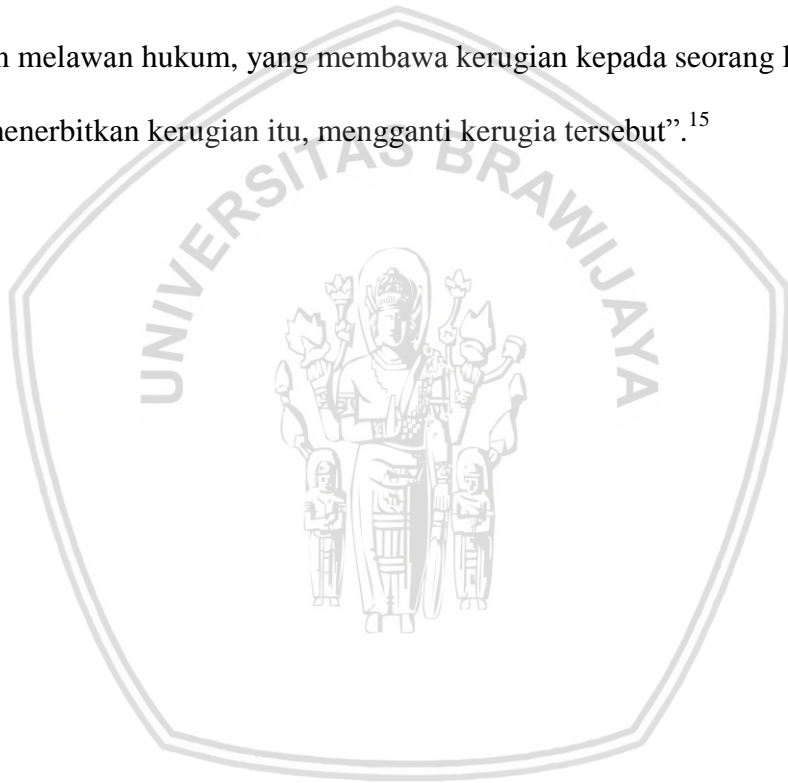 n melawan hukum, yang membawa kerugian kepada seorang l
nenerbitkan kerugian itu, mengganti kerugia tersebut”.15
UNIVERSITAS BRAWIJAYA